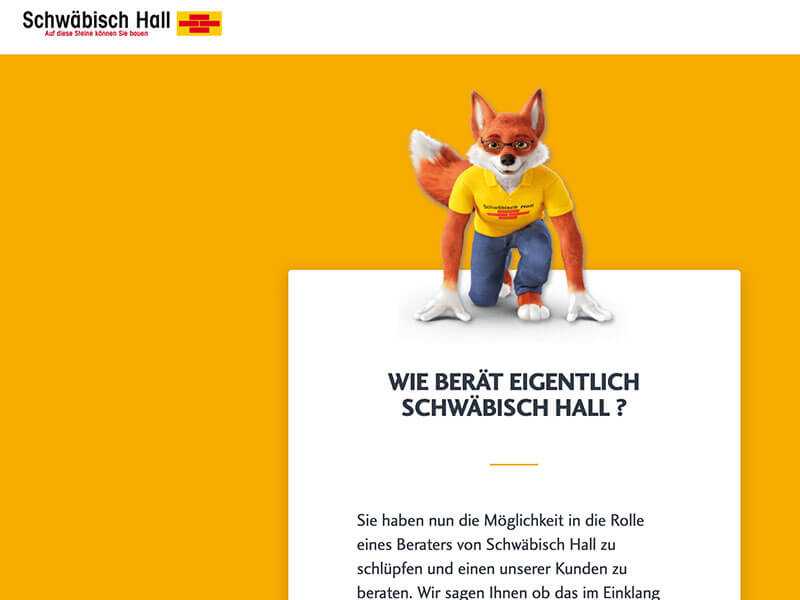 Schwäbisch Hall
Auf diese Steine können Sie bauen
Schwäbisch Hall
WIE BERÄT EIGENTLICH
SCHWÄBISCH HALL ?
Sie haben nun die Möglichkeit in die Rolle
eines Beraters von Schwäbisch Hall zu
schlüpfen und einen unserer Kunden zu
beraten. Wir sagen Ihnen ob das im Einklang